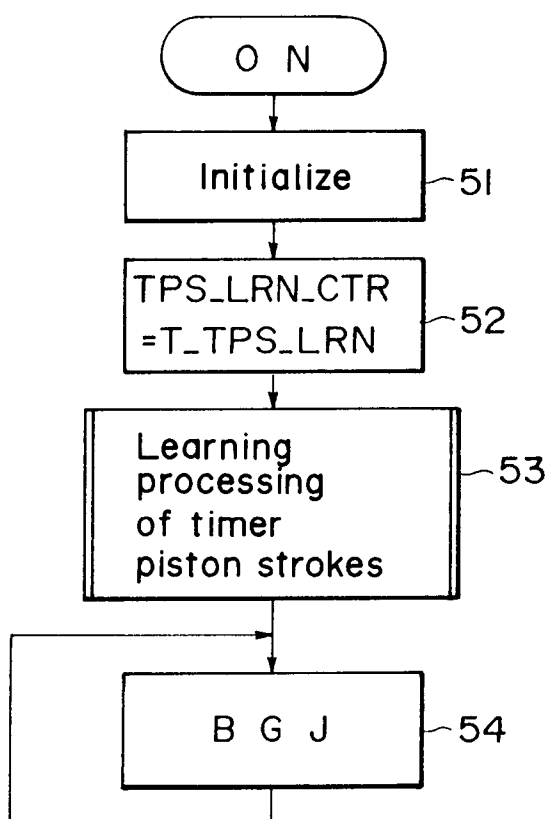 O N
Initialize
51
TPS_LRN_CTR
=T_TPS_LRN
52
Learning
processing
of timer
piston strokes
53
B G J
54